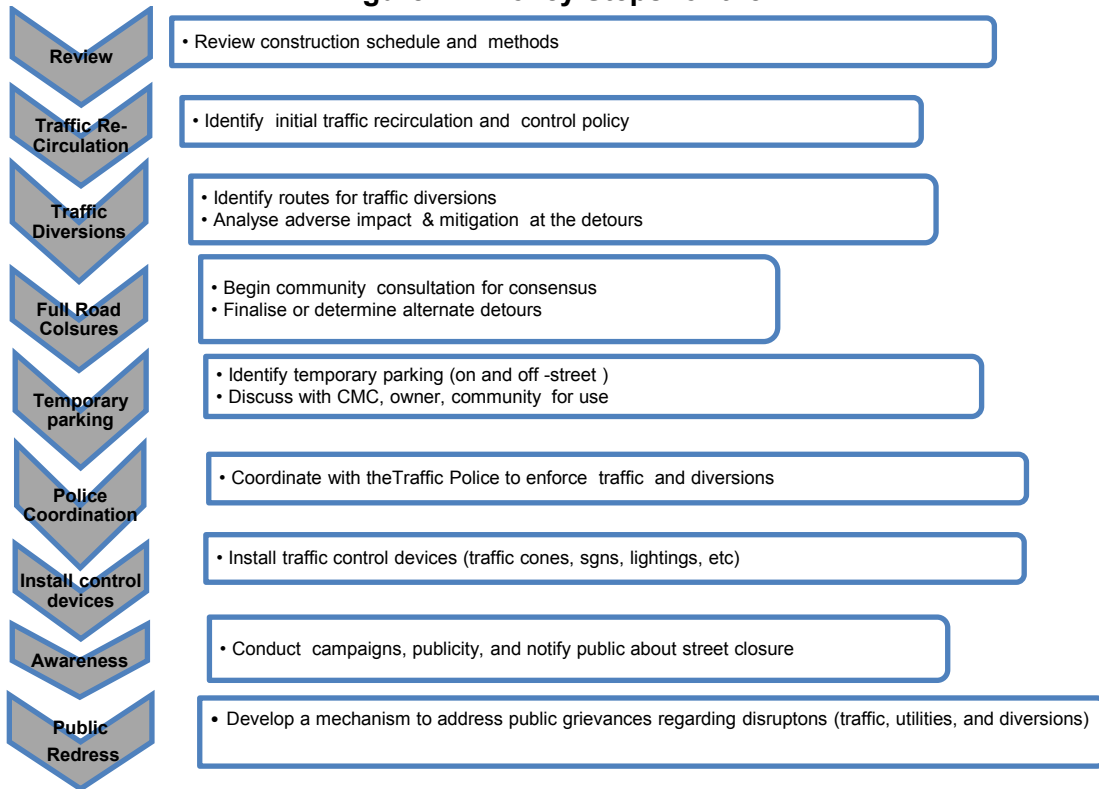 Review
• Review construction schedule and methods
Traffic Re-
Circulation
• Identify initial traffic recirculation and control policy
Traffic
Diversions
• Identify routes for traffic diversions
• Analyse adverse impact & mitigation at the detours
Full Road
Colsures
• Begin community consultation for consensus
• Finalise or determine alternate detours
Temporary
parking
• Identify temporary parking (on and off -street )
• Discuss with CMC, owner, community for use
Police
Coordination
• Coordinate with theTraffic Police to enforce traffic and diversions
Install control
devices
• Install traffic control devices (traffic cones, sgns, lightings, etc)
Awareness
• Conduct campaigns, publicity, and notify public about street closure
Public
Redress
• Develop a mechanism to address public grievances regarding disruptons (traffic, utilities, and diversions)